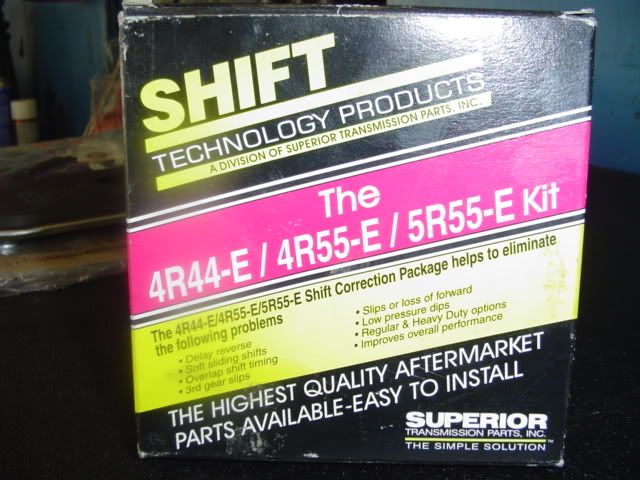 SHIFT
TECHNOLOGY PRODUCTS
A DIVISION OF SUPERIOR TRANSMISSION PARTS, INC.
The
4R44-E / 4R55-E / 5R55-E Kit
The 4R44-E/4R55-E/5R55-E Shift Correction Package helps to eliminate
the following problems
• Delay reverse
• Soft sliding shifts
• Overlap shift timing
• 3rd gear slips
• Slips or loss of foward
• Low pressure dips
• Regular & Heavy Duty options
• Improves overall performance
THE HIGHEST QUALITY AFTERMARKET
PARTS AVAILABLE-EASY TO INSTALL
SUPERIOR
TRANSMISSION PARTS, INC.
THE SIMPLE SOLUTION™